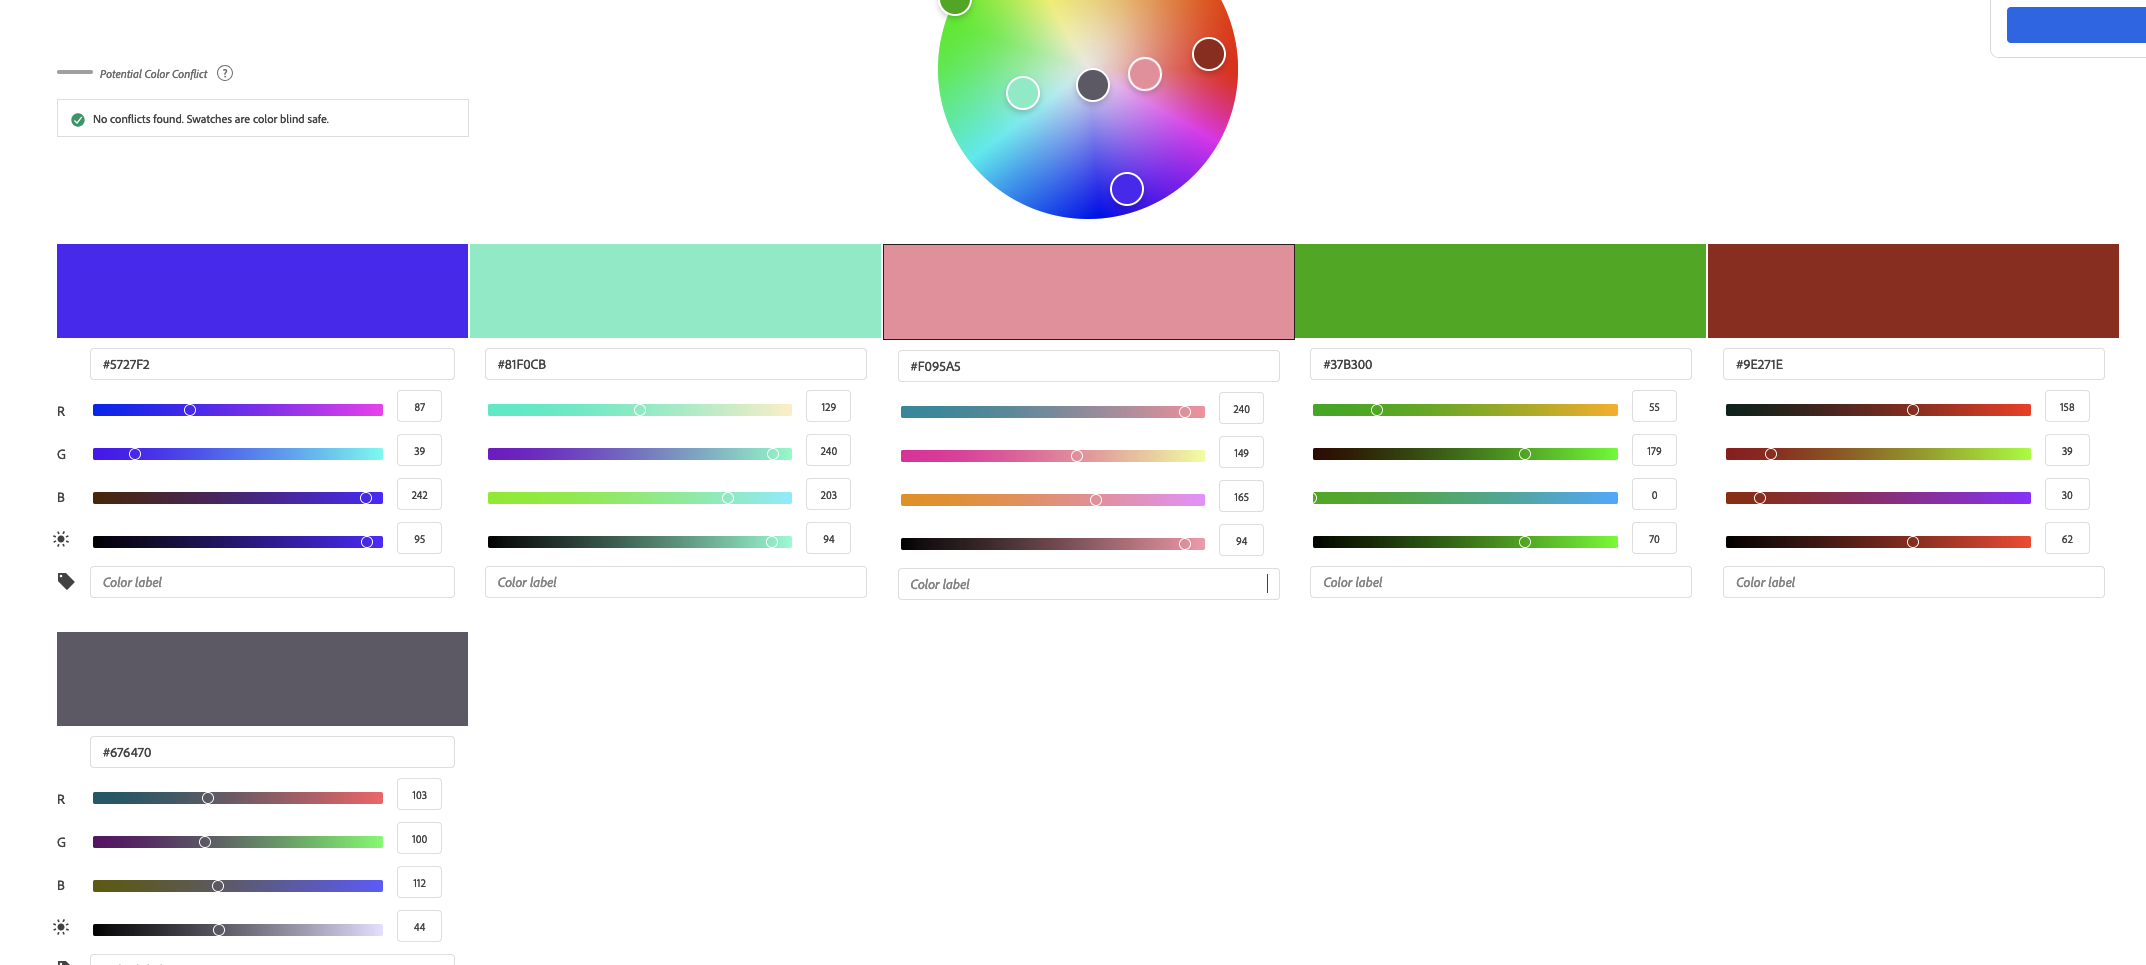 Potential Color Conflict ?
No conflicts found. Swatches are color blind safe.
#5727F2
#81F0CB
#F095A5
#37B300
#9E271E
R 87 129 240 55 158
G 39 240 149 179 39
B 242 203 165 0 30
95 94 94 70 62
Color label Color label Color label Color label Color label
#676470
R 103
G 100
B 112
44